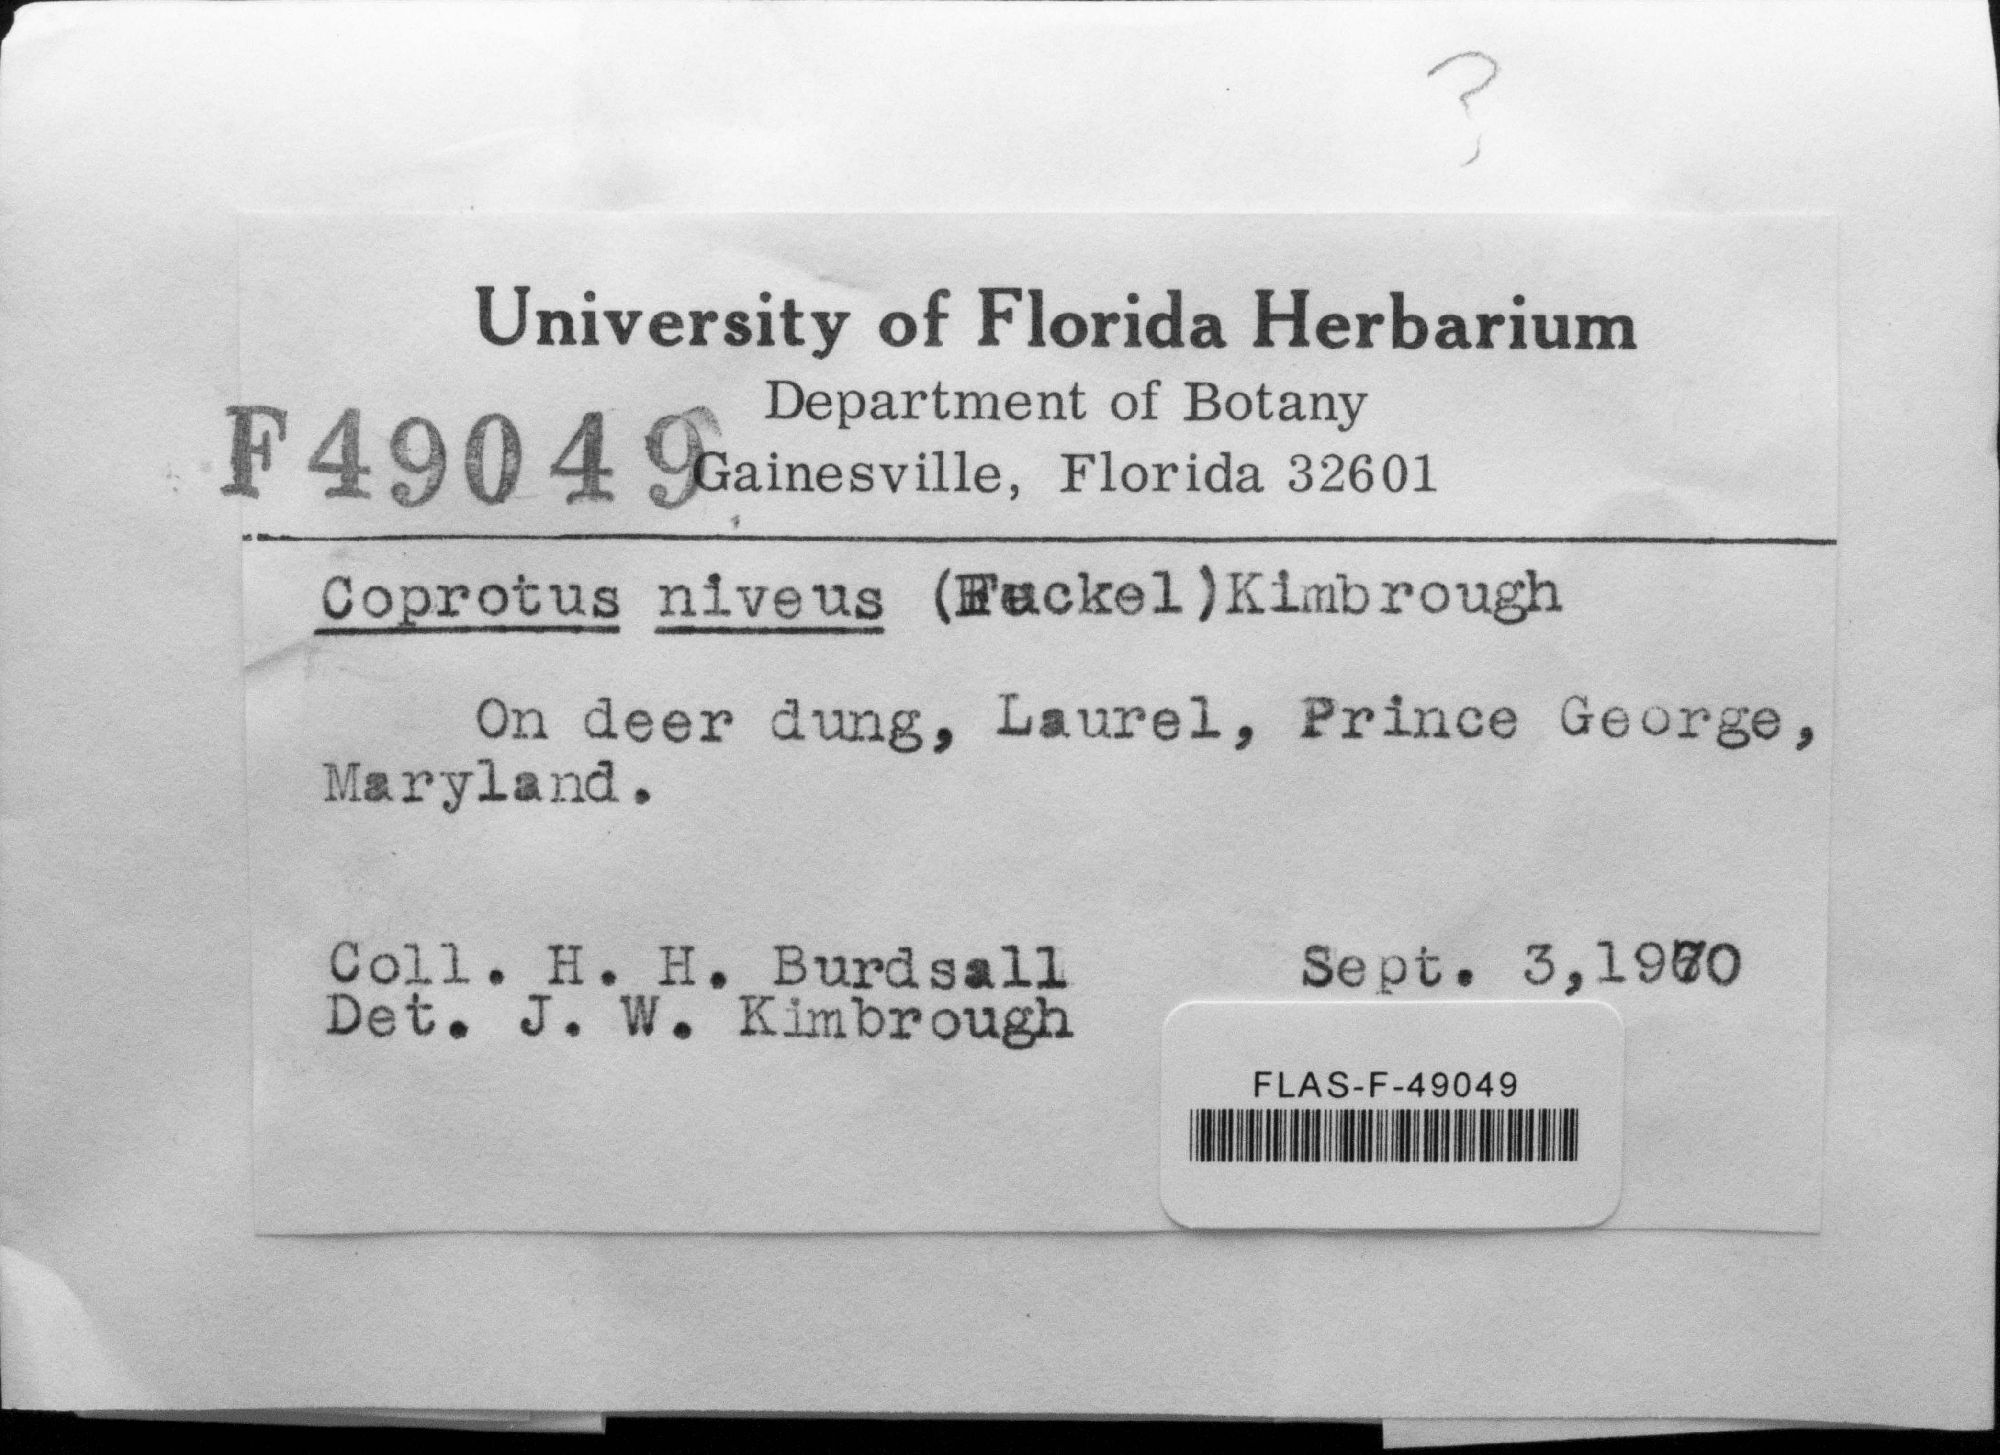 ?
University of Florida Herbarium
Department of Botany
F49049
Gainesville, Florida 32601
Coprotus niveus (Fuckel)Kimbrough
On deer dung, Laurel, Prince George,
Maryland.
Coll. H. H. Burdsall Sept. 3,1970
Det. J. W. Kimbrough
FLAS-F-49049